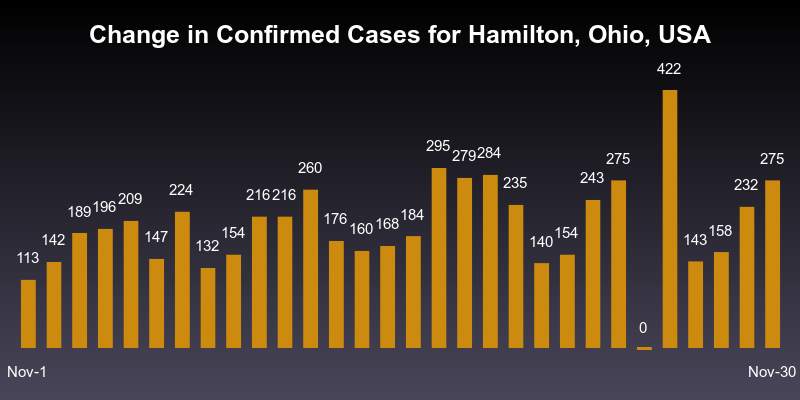 Change in Confirmed Cases for Hamilton, Ohio, USA
113 142 189 196 209 147 224 132 154 216 216 260 176 160 168 184 295 279 284 235 140 154 243 275 0 422 143 158 232 275
Nov-1 Nov-30